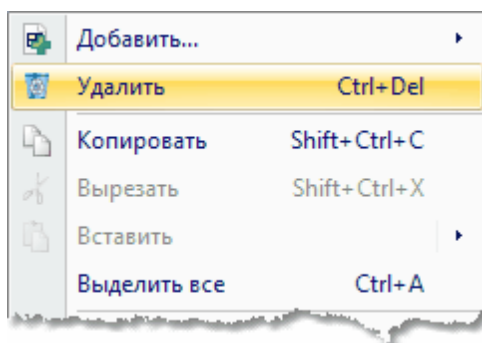 Добавить...
Удалить Ctrl+Del
Копировать Shift+Ctrl+C
Вырезать Shift+Ctrl+X
Вставить
Выделить все Ctrl+A